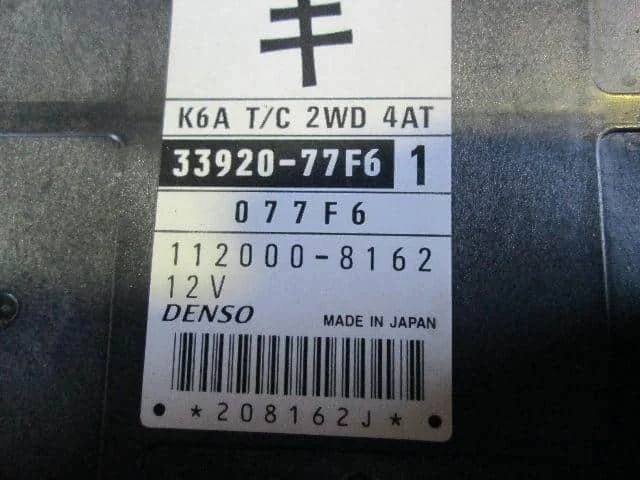 キ
K6A T/C 2WD 4AT
33920-77F6 1
077F6
112000-8162
12V
DENSO MADE IN JAPAN
*208162J*